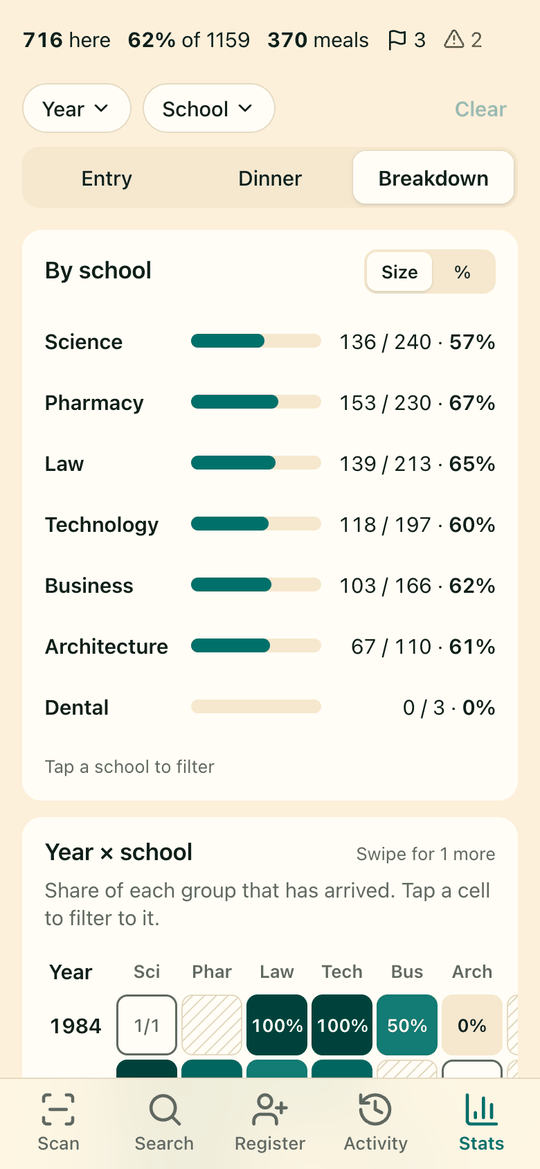 716 here 62% of 1159 370 meals 3 2
Year School Clear
Entry Dinner Breakdown
By school Size %
Science 136 / 240 · 57%
Pharmacy 153 / 230 · 67%
Law 139 / 213 · 65%
Technology 118 / 197 · 60%
Business 103 / 166 · 62%
Architecture 67 / 110 · 61%
Dental 0 / 3 · 0%
Tap a school to filter
Year × school Swipe for 1 more
Share of each group that has arrived. Tap a cell
to filter to it.
Year Sci Phar Law Tech Bus Arch
1984 1/1 100% 100% 50% 0%
Scan Search Register Activity Stats